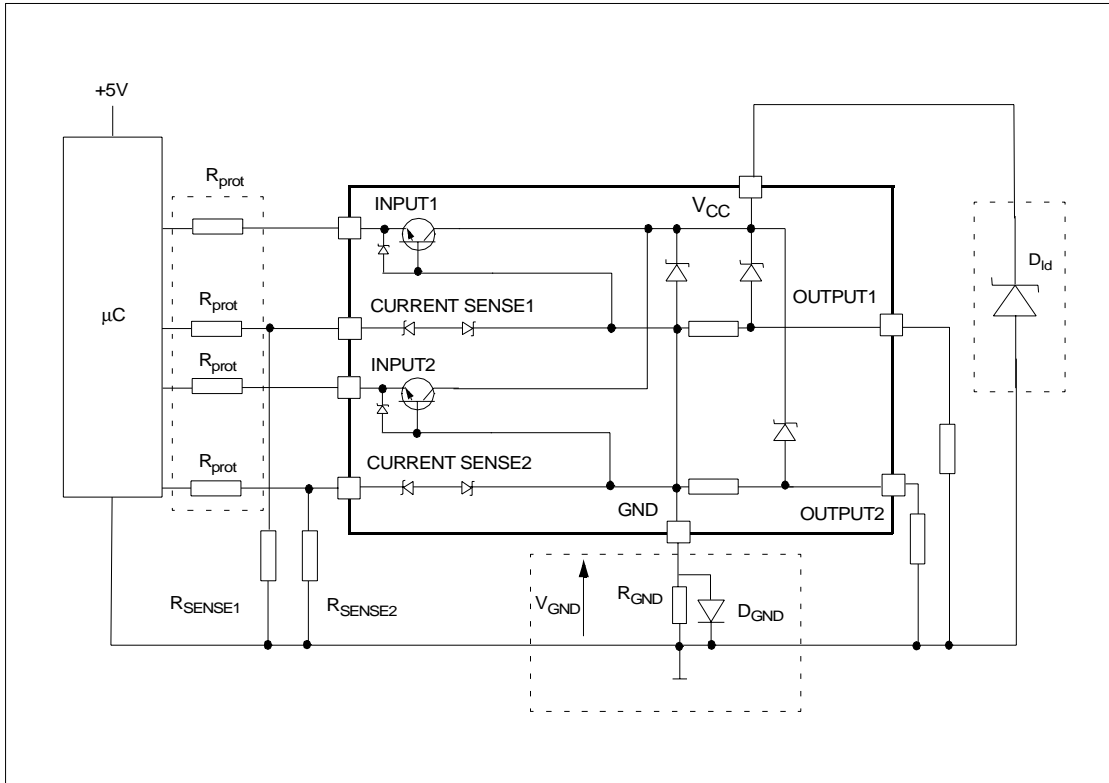 +5V
μC
Rprot
Rprot
Rprot
Rprot
INPUT1
CURRENT SENSE1
INPUT2
CURRENT SENSE2
VCC
OUTPUT1
OUTPUT2
GND
DId
RSENSE1
RSENSE2
VGND
RGND
DGND